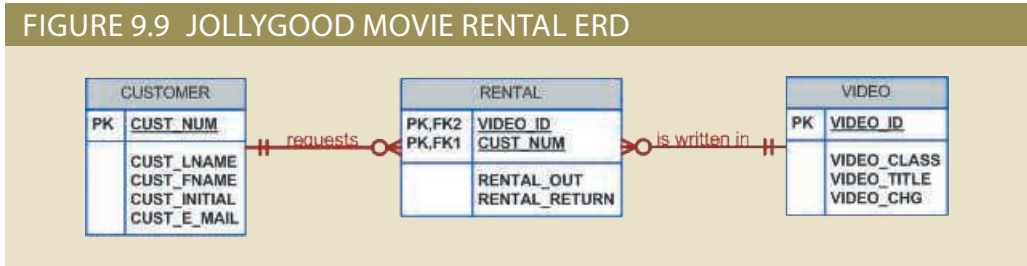 FIGURE 9.9 JOLLYGOOD MOVIE RENTAL ERD
CUSTOMER
PK CUST_NUM
CUST_LNAME
CUST_FNAME
CUST_INITIAL
CUST_E_MAIL
requests
RENTAL
PK,FK2 VIDEO_ID
PK,FK1 CUST_NUM
RENTAL_OUT
RENTAL_RETURN
is written in
VIDEO
PK VIDEO_ID
VIDEO_CLASS
VIDEO_TITLE
VIDEO_CHG